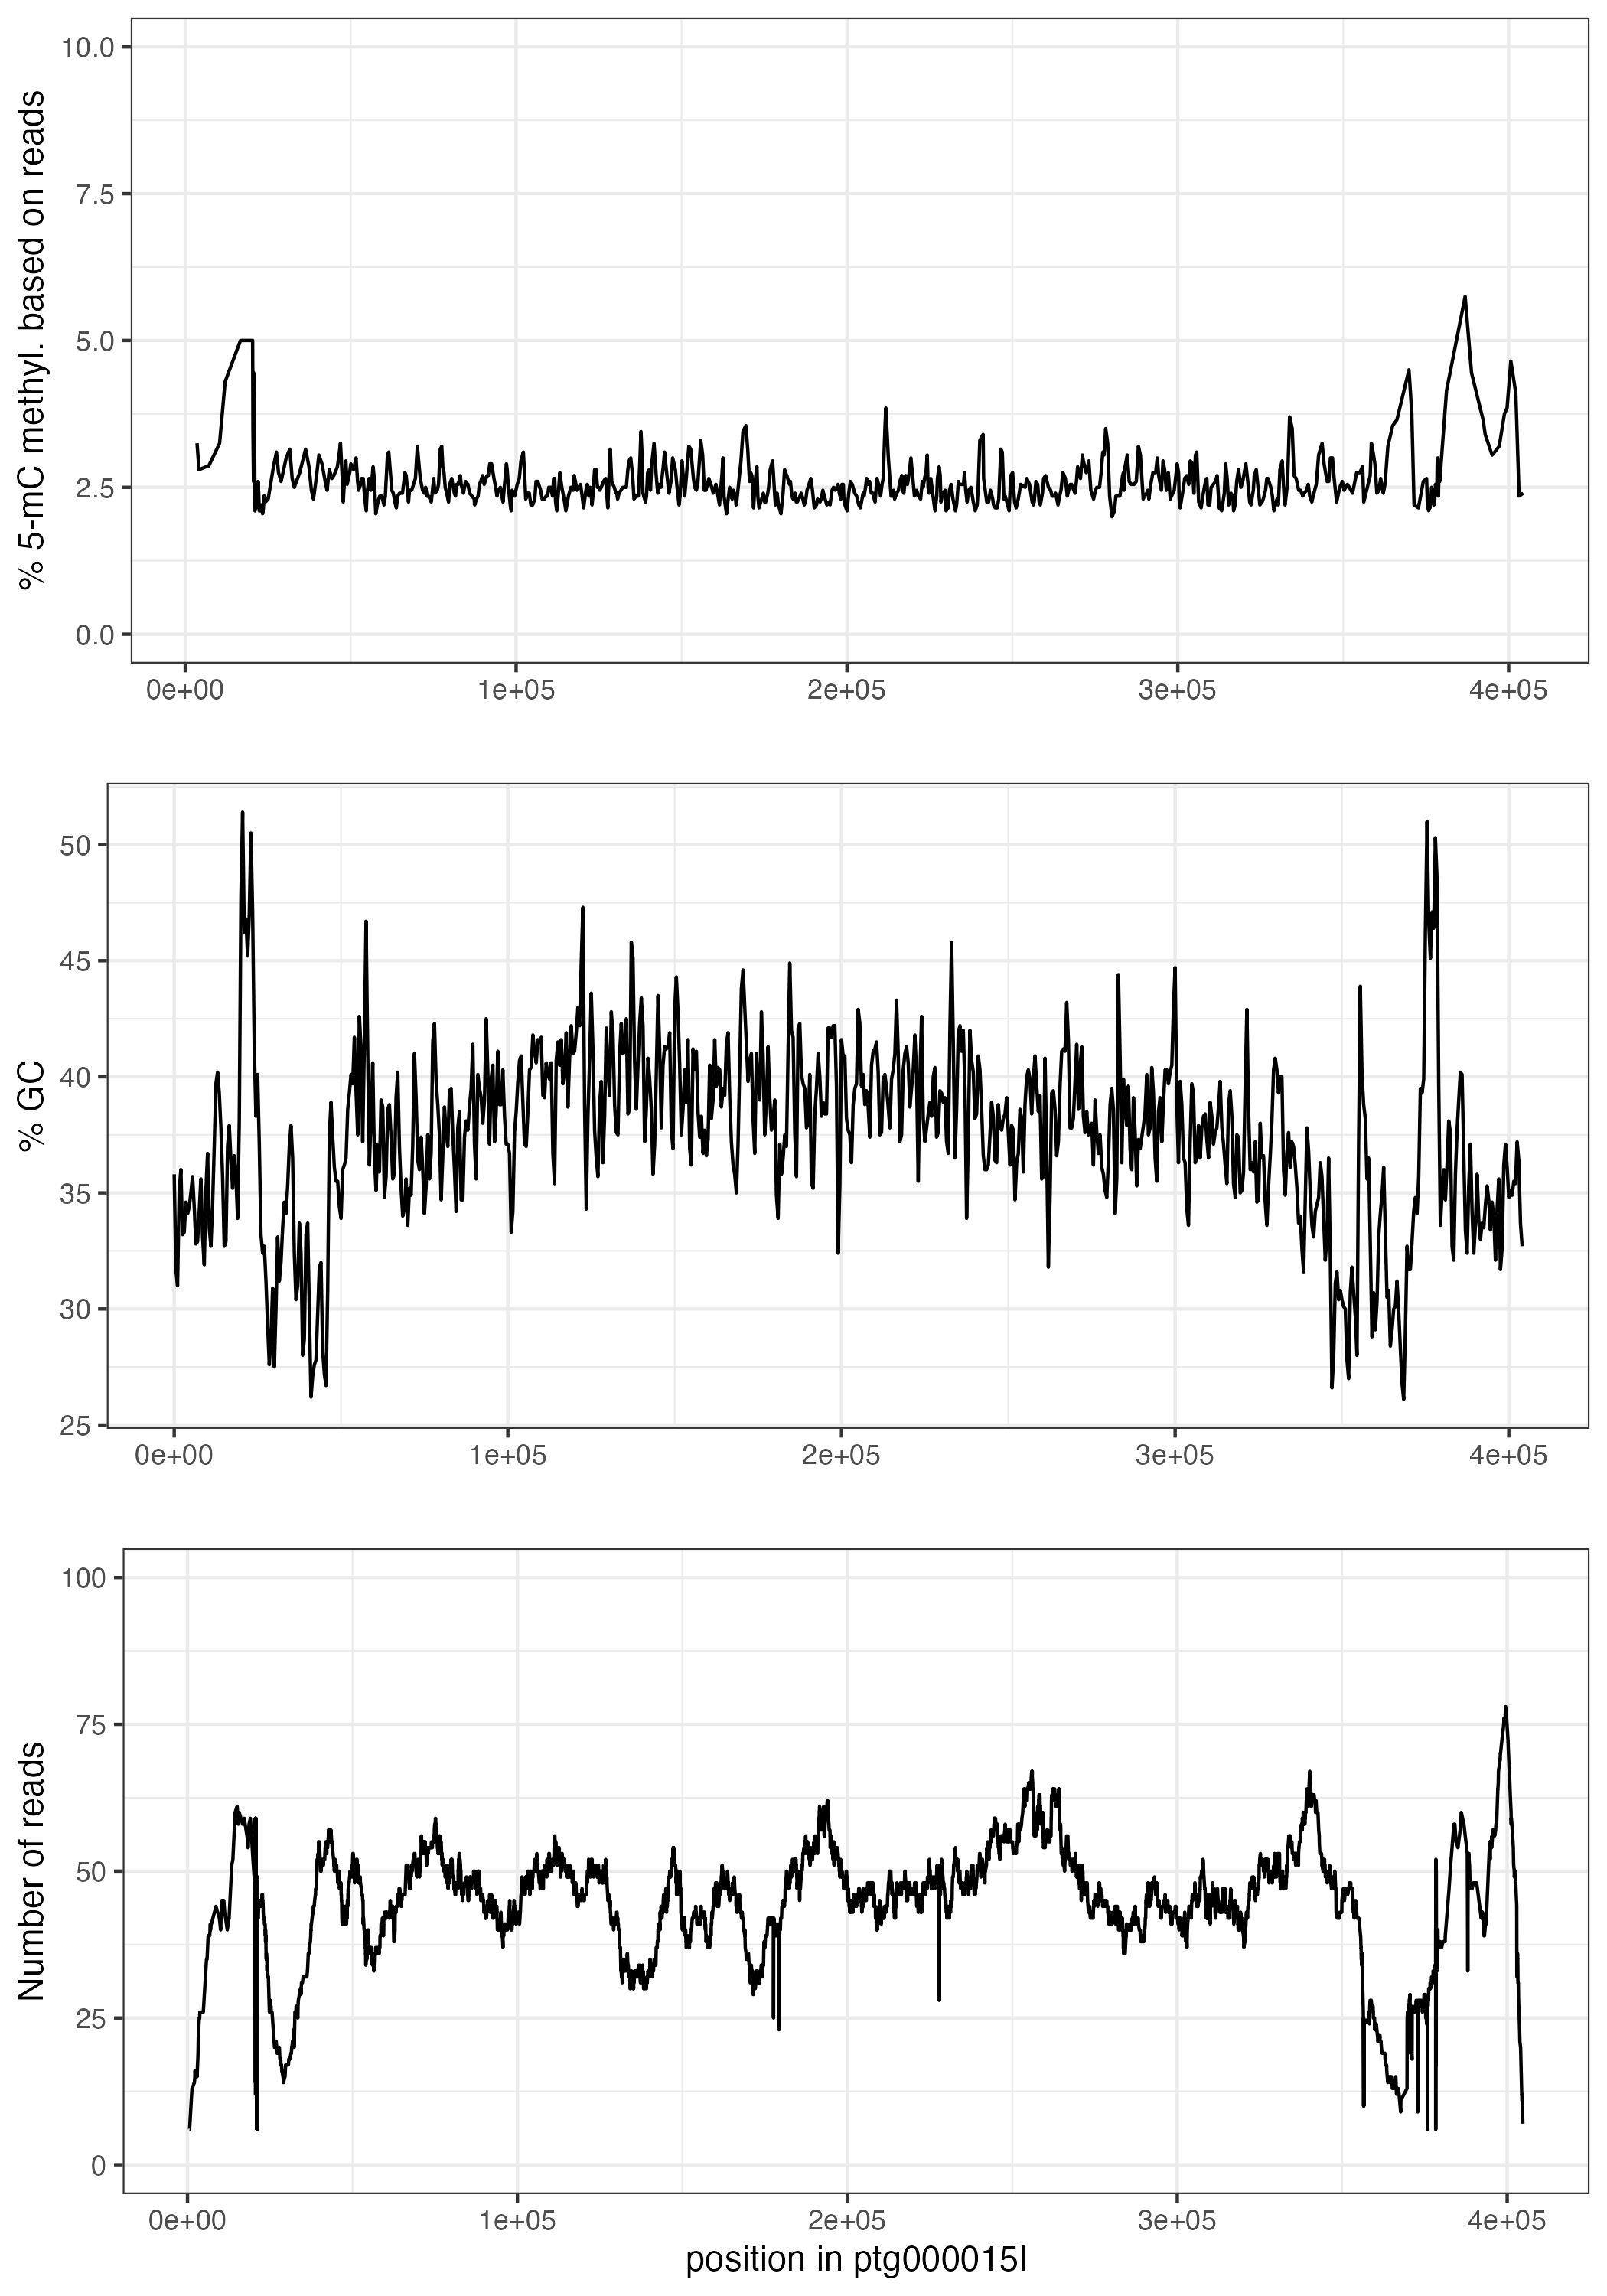 % 5-mC methyl. based on reads
10.0
7.5
5.0
2.5
0.0
0e+00 1e+05 2e+05 3e+05 4e+05
% GC
50
45
40
35
30
25
0e+00 1e+05 2e+05 3e+05 4e+05
Number of reads
100
75
50
25
0
0e+00 1e+05 2e+05 3e+05 4e+05
position in ptg000015l